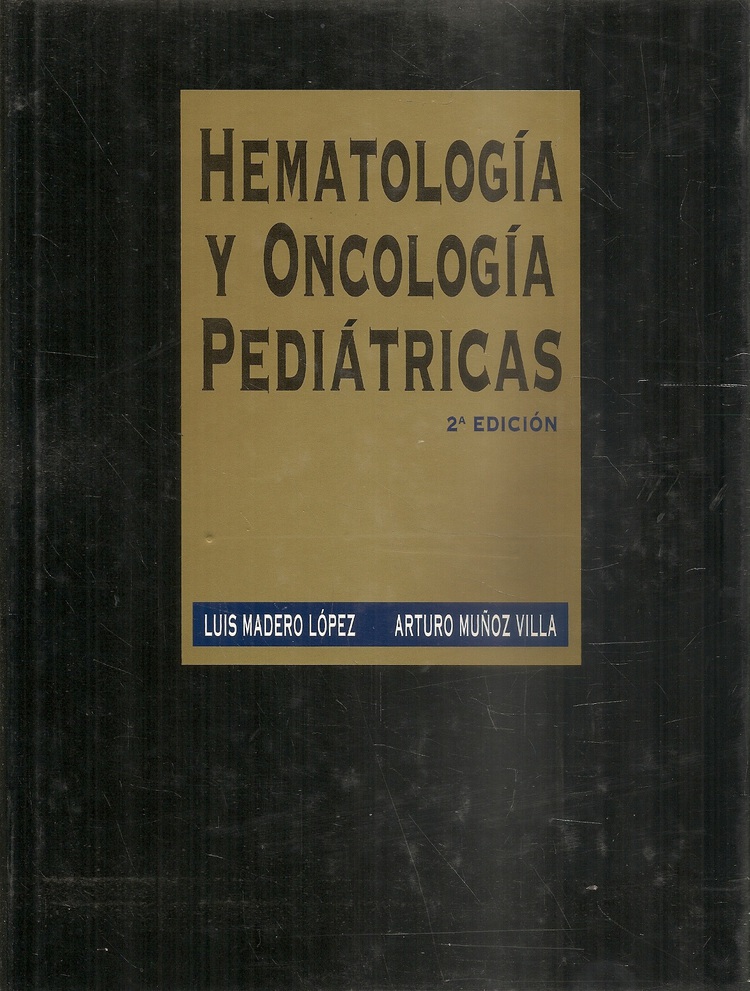 HEMATOLOGÍA
Y ONCOLOGÍA
PEDIÁTRICAS
2ª EDICIÓN
LUIS MADERO LÓPEZ ARTURO MUÑOZ VILLA